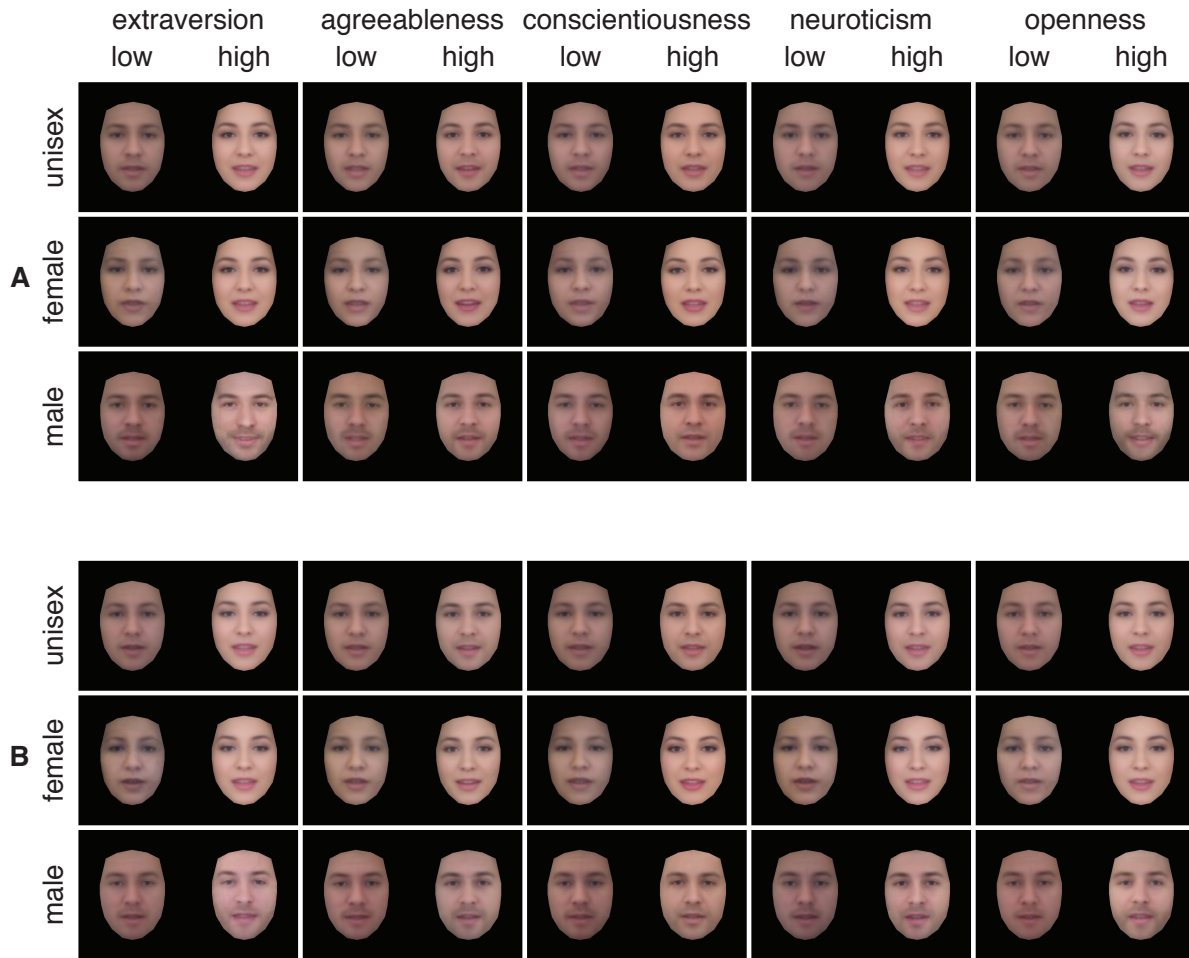 extraversion agreeableness conscientiousness neuroticism openness
low high low high low high low high low high
unisex
A
female
male
unisex
B
female
male